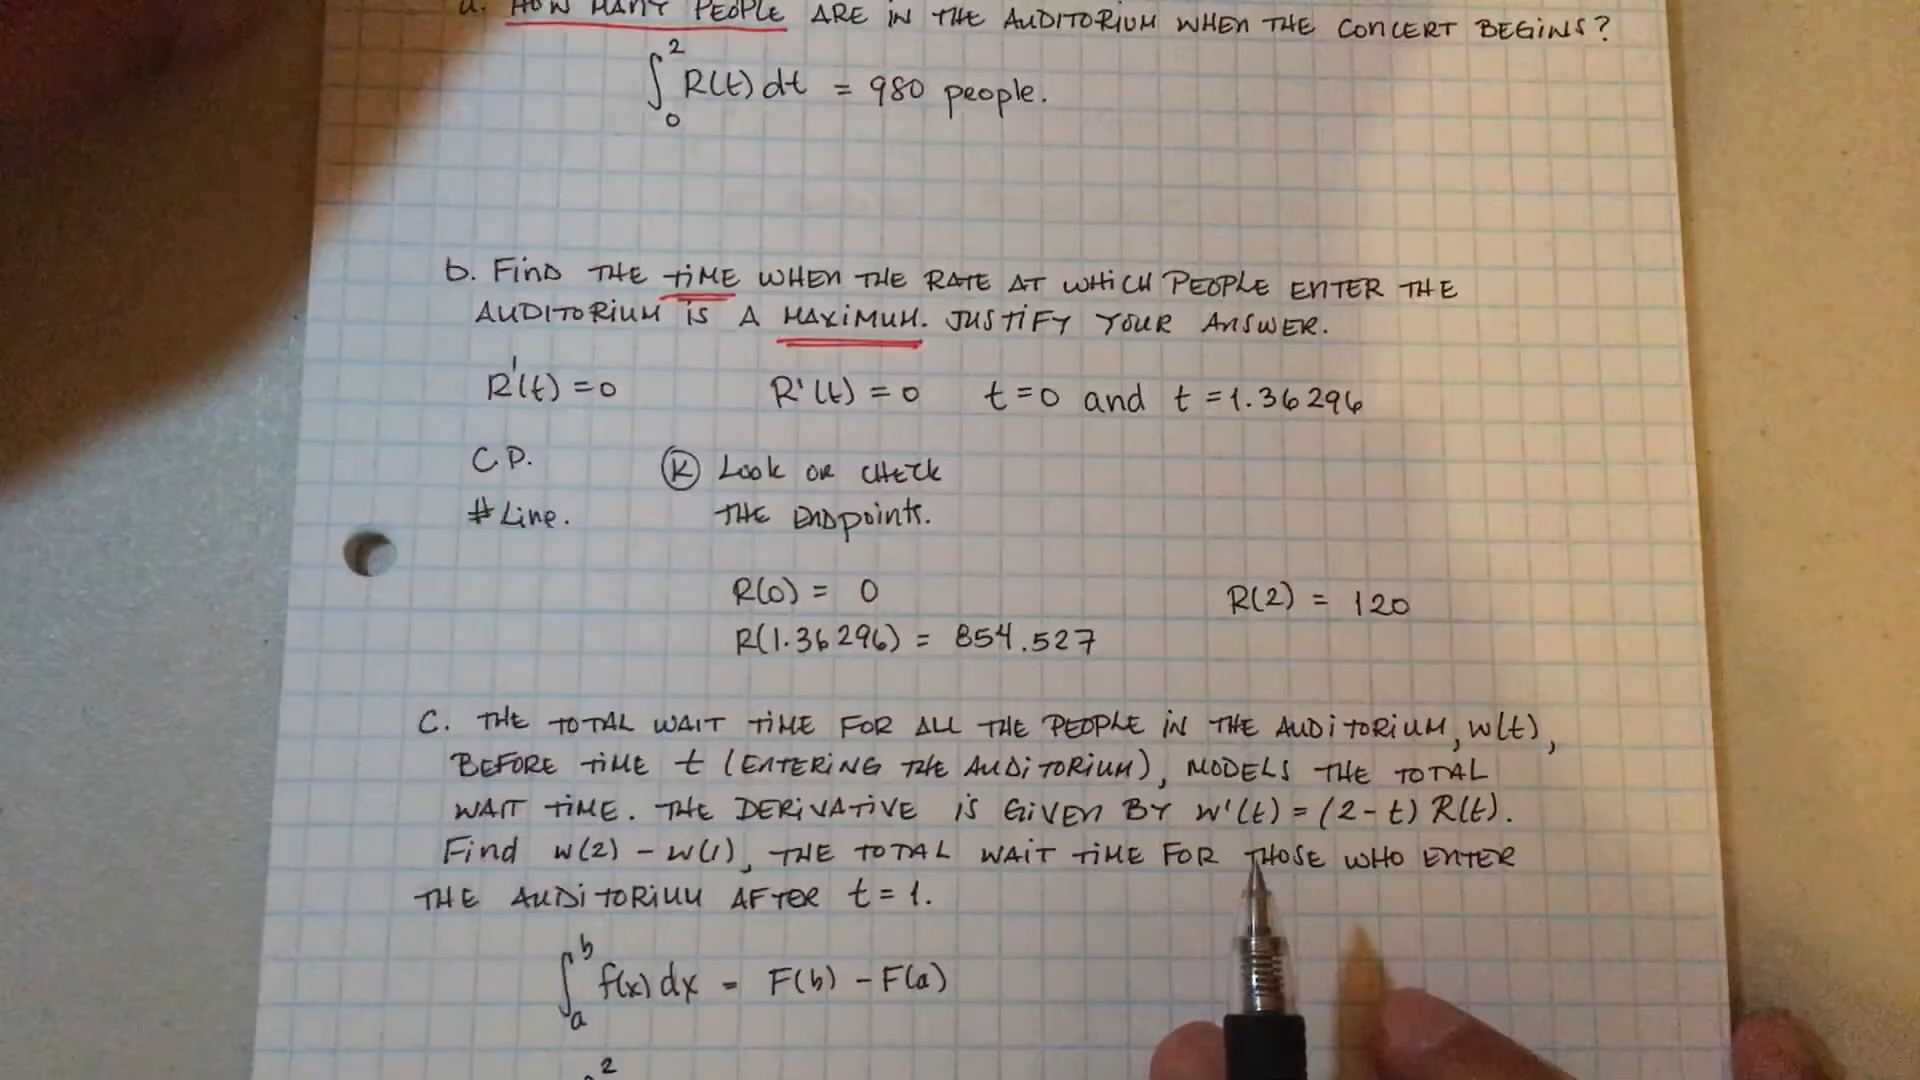 a. HOW MANY PEOPLE ARE IN THE AUDITORIUM WHEN THE CONCERT BEGINS?
∫₀² R(t) dt = 980 people.
b. FIND THE TIME WHEN THE RATE AT WHICH PEOPLE ENTER THE
AUDITORIUM IS A MAXIMUM. JUSTIFY YOUR ANSWER.
R'(t) = 0 R'(t) = 0 t = 0 and t = 1.36296
C.P. Ⓡ Look OR CHECK
# Line. THE ENDpoints.
R(0) = 0 R(2) = 120
R(1.36296) = 854.527
C. THE TOTAL WAIT TIME FOR ALL THE PEOPLE IN THE AUDITORIUM, W(t),
BEFORE TIME t (ENTERING THE AUDITORIUM), MODELS THE TOTAL
WAIT TIME. THE DERIVATIVE IS GIVEN BY W'(t) = (2-t) R(t).
Find W(2) - W(1), THE TOTAL WAIT TIME FOR THOSE WHO ENTER
THE AUDITORIUM AFTER t = 1.
∫ₐᵇ f(x) dx = F(b) - F(a)
2